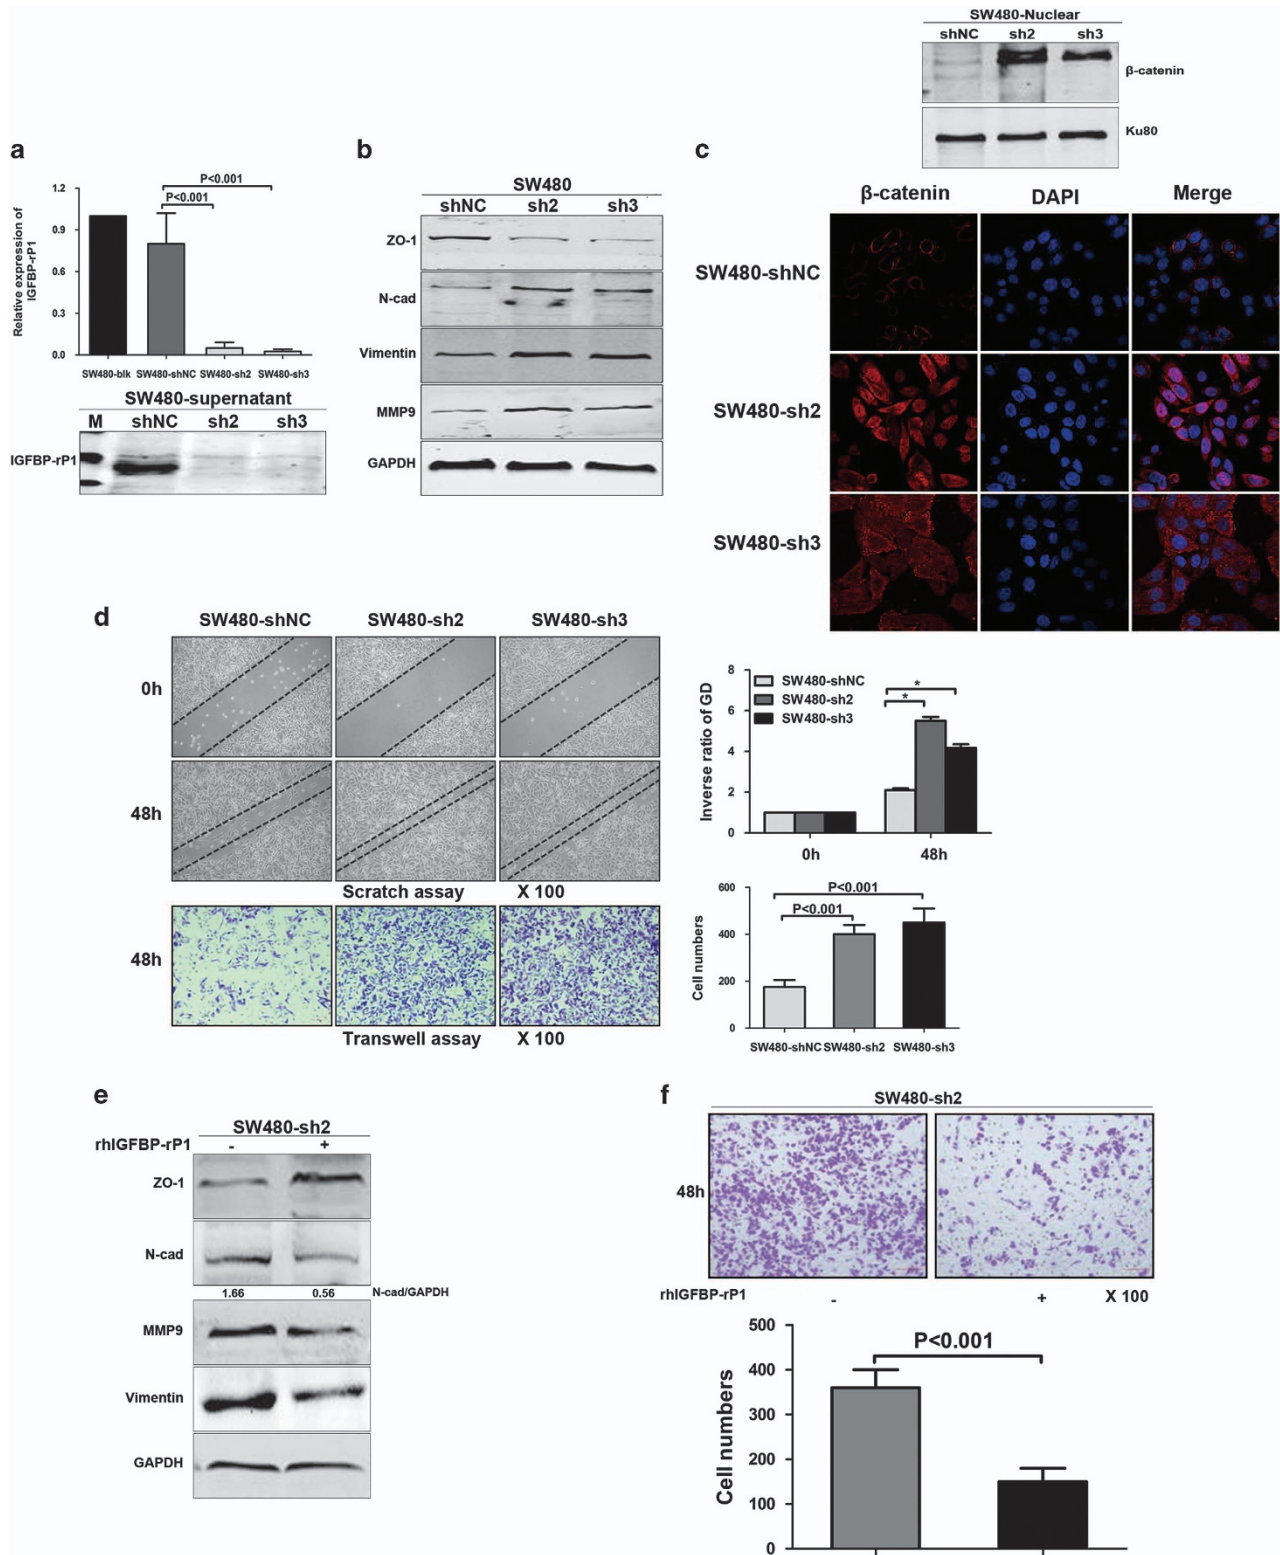 SW480-Nuclear
shNC sh2 sh3
β-catenin
Ku80
a
1.2
0.9
0.6
0.3
0.0
Relative expression of
IGFBP-rP1
P<0.001
P<0.001
SW480-blk SW480-shNC SW480-sh2 SW480-sh3
SW480-supernatant
M shNC sh2 sh3
IGFBP-rP1
b
SW480
shNC sh2 sh3
ZO-1
N-cad
Vimentin
MMP9
GAPDH
c
β-catenin DAPI Merge
SW480-shNC
SW480-sh2
SW480-sh3
d
SW480-shNC SW480-sh2 SW480-sh3
0h
48h
Scratch assay X 100
48h
Transwell assay X 100
8
6
4
2
0
Inverse ratio of GD
SW480-shNC
SW480-sh2
SW480-sh3
*
*
0h 48h
600
400
200
0
Cell numbers
P<0.001
P<0.001
SW480-shNC SW480-sh2 SW480-sh3
e
SW480-sh2
rhIGFBP-rP1 - +
ZO-1
N-cad
1.66 0.56 N-cad/GAPDH
MMP9
Vimentin
GAPDH
f
SW480-sh2
48h
rhIGFBP-rP1 - + X 100
500
400
300
200
100
0
Cell numbers
P<0.001